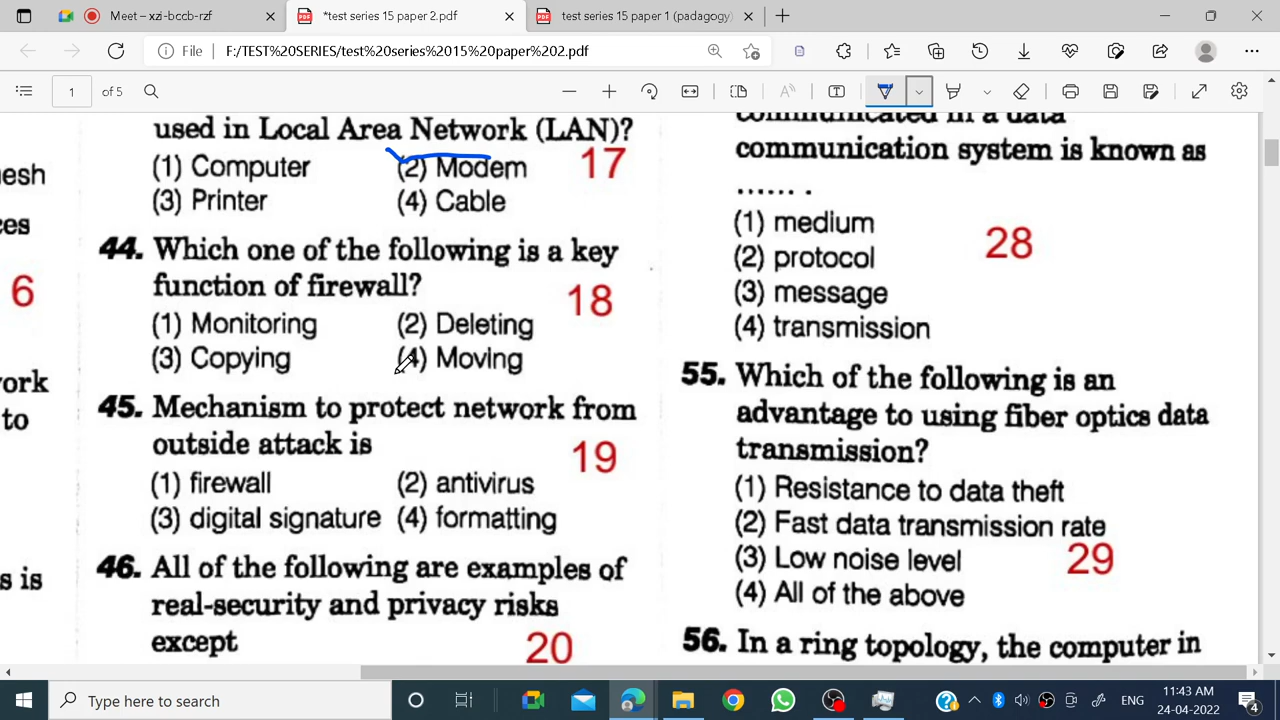 Meet – xzi-bccb-rzf
*test series 15 paper 2.pdf
test series 15 paper 1 (padagogy)
File
F:/TEST%20SERIES/test%20series%2015%20paper%202.pdf
1
of 5
used in Local Area Network (LAN)?
(1) Computer (2) Modem
17
(3) Printer (4) Cable
44. Which one of the following is a key
function of firewall?
18
(1) Monitoring (2) Deleting
(3) Copying (4) Moving
45. Mechanism to protect network from
outside attack is
19
(1) firewall (2) antivirus
(3) digital signature (4) formatting
46. All of the following are examples of
real-security and privacy risks
except
20
6
to
s is
communicated in a data
communication system is known as
...... .
(1) medium
28
(2) protocol
(3) message
(4) transmission
55. Which of the following is an
advantage to using fiber optics data
transmission?
(1) Resistance to data theft
(2) Fast data transmission rate
(3) Low noise level
29
(4) All of the above
56. In a ring topology, the computer in
Type here to search
ENG
11:43 AM
24-04-2022
4